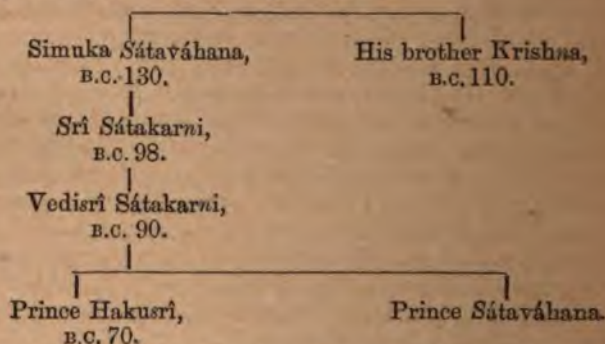 Simuka Sátaváhana,
His brother Krishna,
B.C. 130.
B.C. 110.
Srî Sátakarni,
B.C. 98.
Vedisrî Sátakarni,
B.C. 90.
Prince Hakusrî,
Prince Sátaváhana.
B.C. 70.